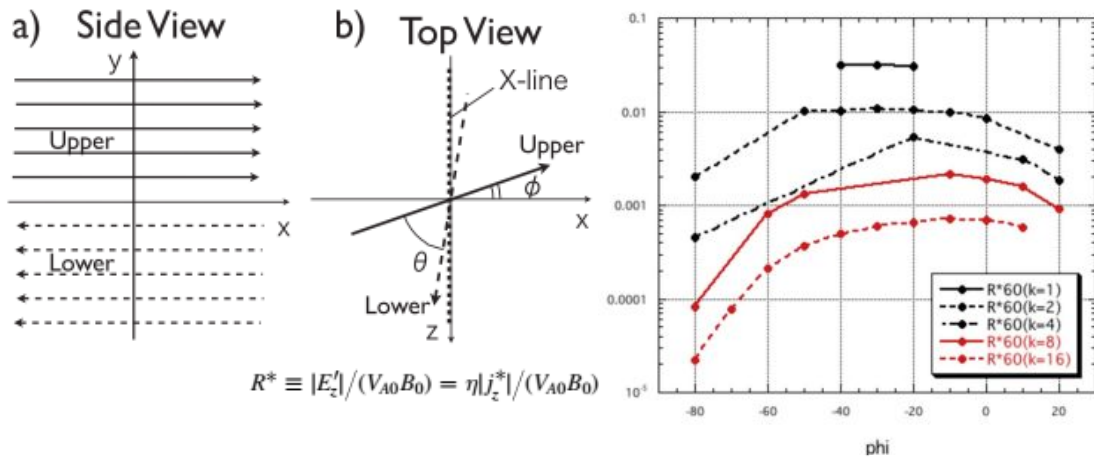 a) Side View
y
Upper
x
Lower
b) Top View
X-line
Upper
ϕ
x
θ
Lower
z
R* ≡ |E′z|/(VA0B0) = η|j*z|/(VA0B0)
0.1
0.01
0.001
0.0001
10-5
-80 -60 -40 -20 0 20
phi
R*60(k=1)
R*60(k=2)
R*60(k=4)
R*60(k=8)
R*60(k=16)